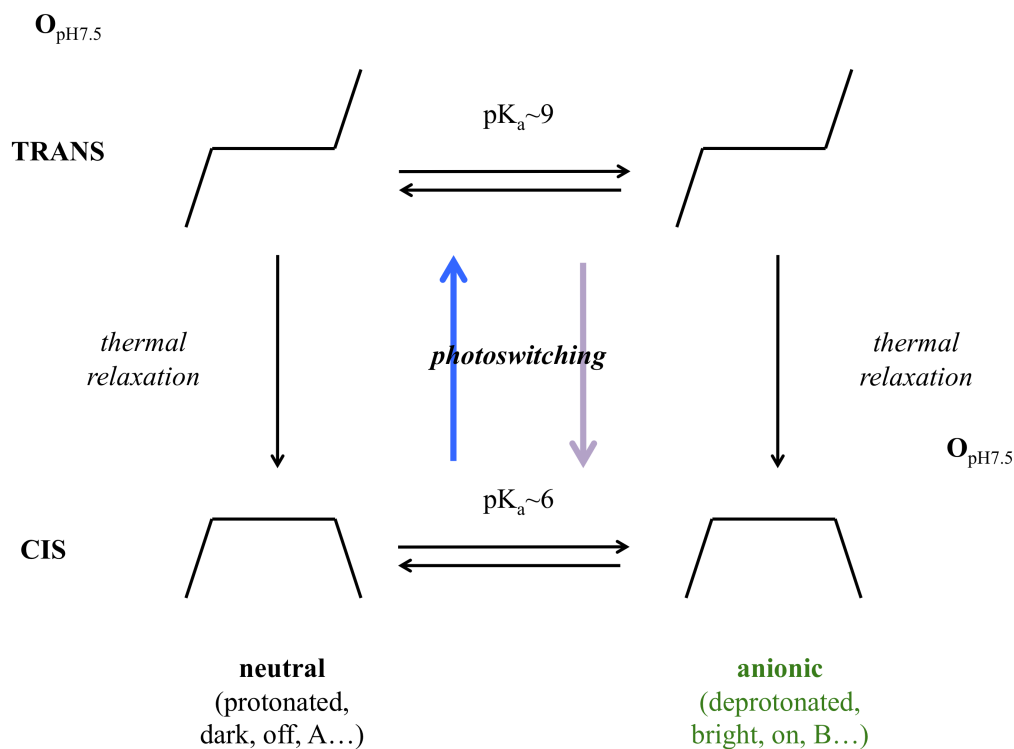 O_pH7.5
pK_a~9
TRANS
thermal
relaxation
photoswitching
thermal
relaxation
O_pH7.5
pK_a~6
CIS
neutral
(protonated,
dark, off, A…)
anionic
(deprotonated,
bright, on, B…)